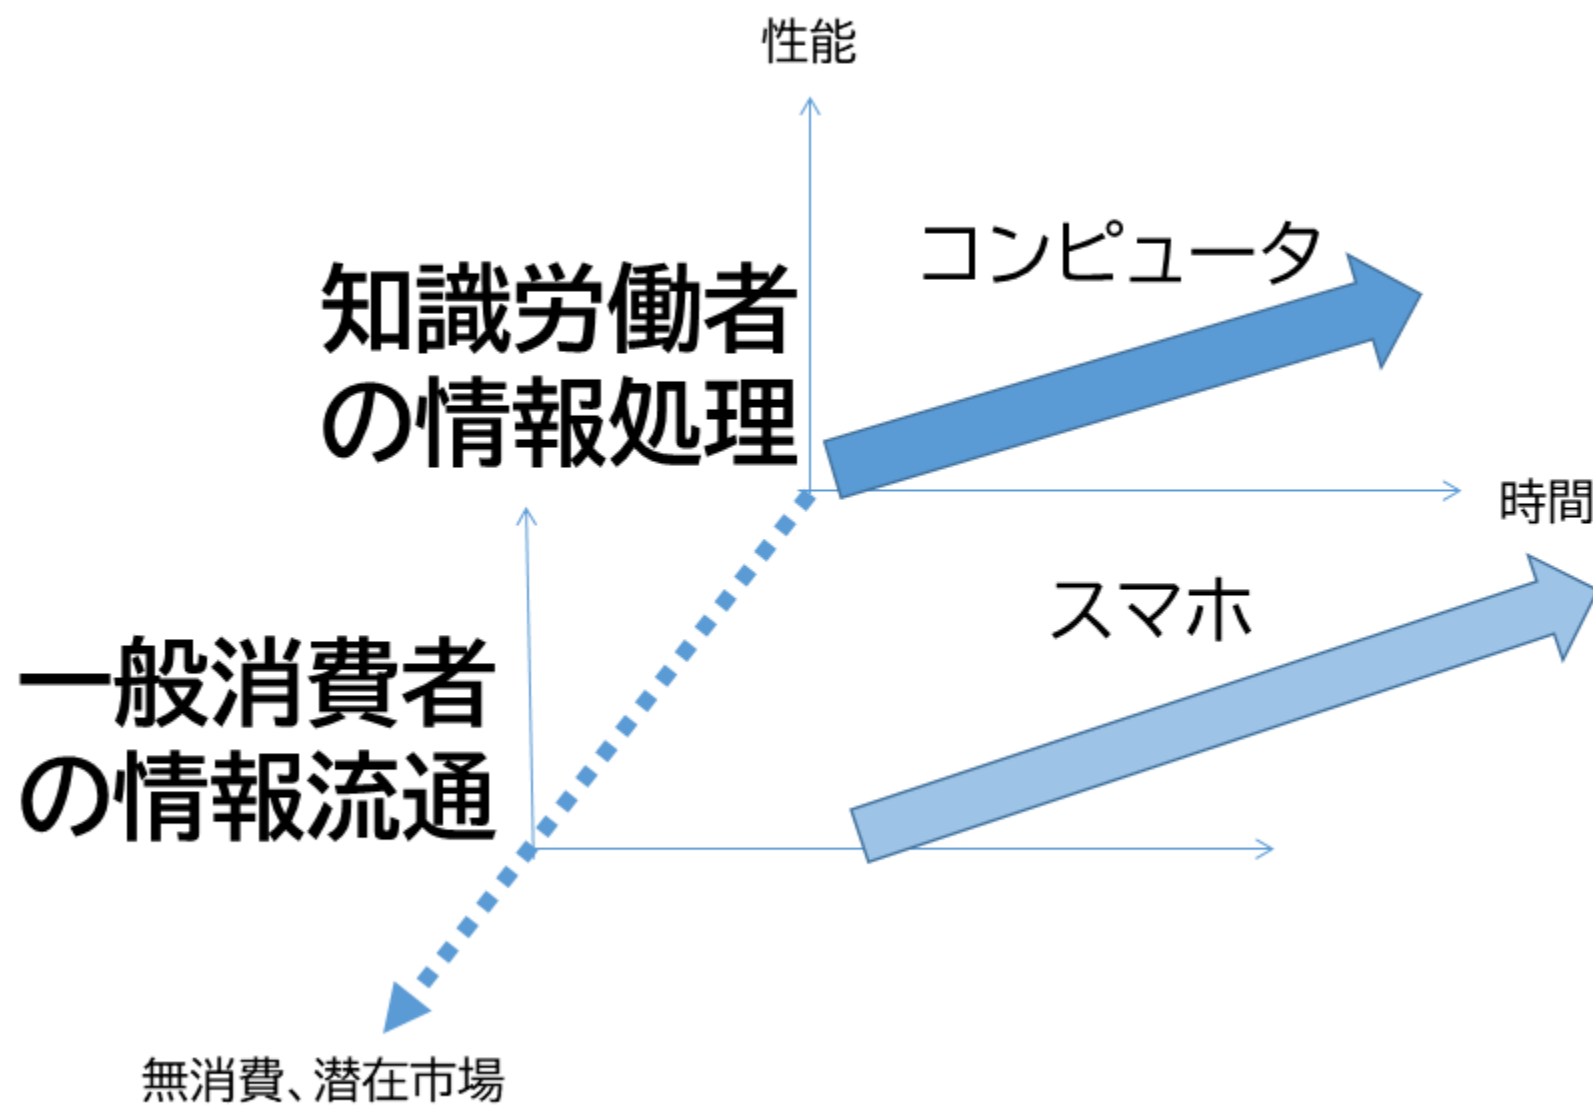 性能
コンピュータ
知識労働者
の情報処理
時間
スマホ
一般消費者
の情報流通
無消費、潜在市場